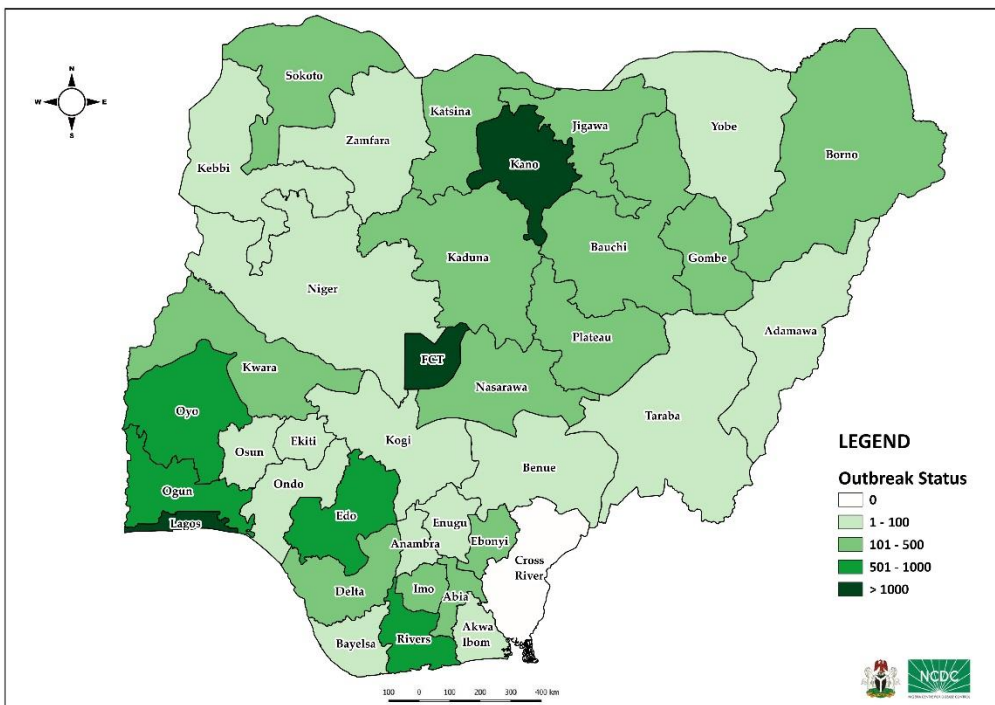 N
W E
S
Sokoto
Katsina
Jigawa
Yobe
Borno
Kebbi
Zamfara
Kano
Kaduna
Bauchi
Gombe
Niger
Adamawa
Plateau
FCT
Nasarawa
Kwara
Taraba
Oyo
Osun
Ekiti
Kogi
Benue
Ondo
Ogun
Lagos
Edo
Enugu
Anambra
Ebonyi
Cross
River
Delta
Imo
Abia
Bayelsa
Rivers
Akwa
Ibom
LEGEND
Outbreak Status
0
1 - 100
101 - 500
501 - 1000
> 1000
100 0 100 200 300 400 km
NCDC